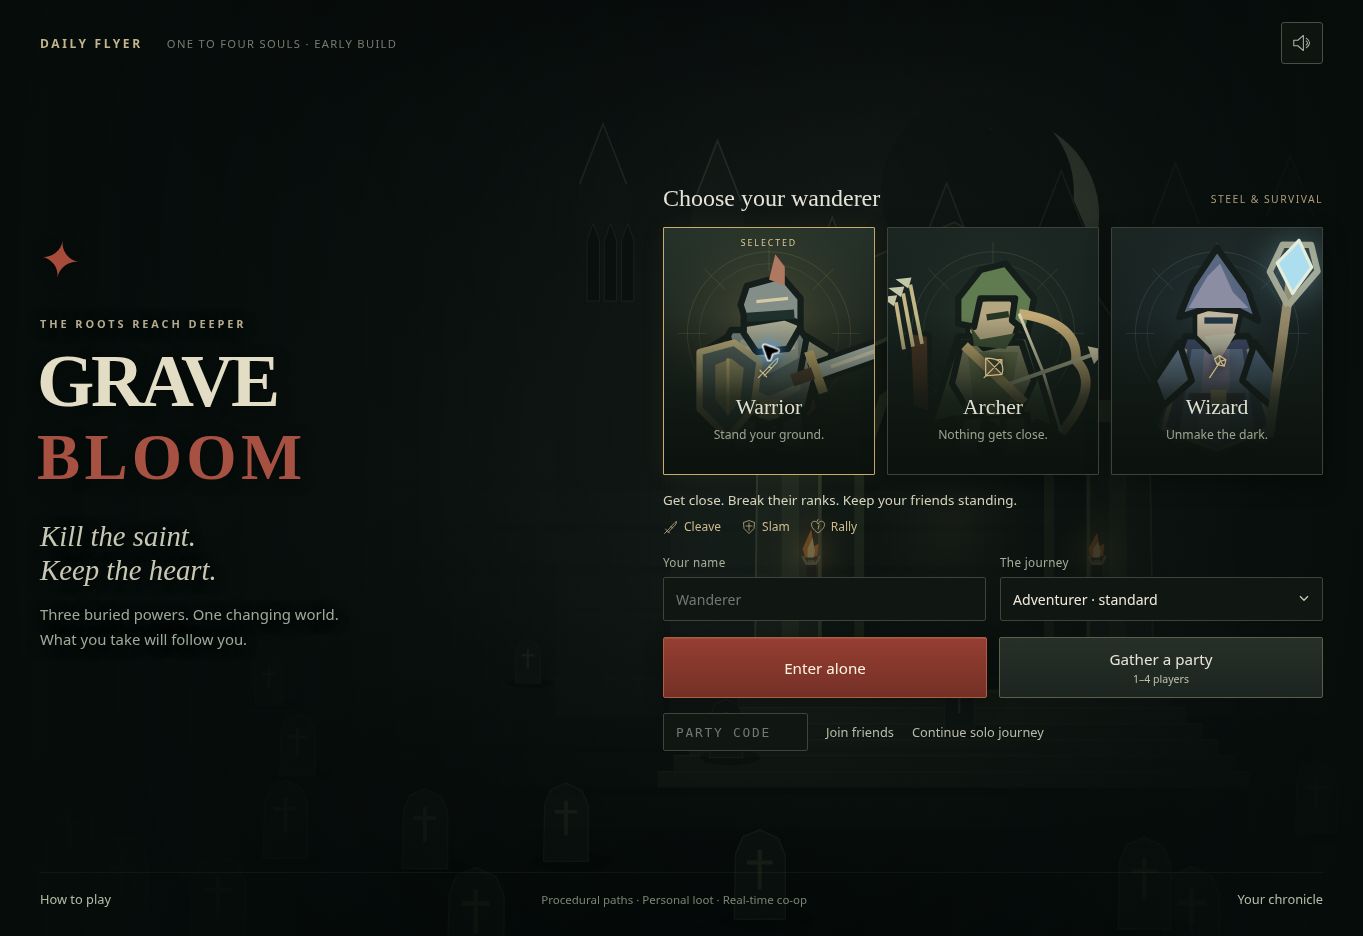 DAILY FLYER
ONE TO FOUR SOULS · EARLY BUILD
THE ROOTS REACH DEEPER
GRAVE
BLOOM
Kill the saint.
Keep the heart.
Three buried powers. One changing world.
What you take will follow you.
Choose your wanderer
STEEL & SURVIVAL
SELECTED
Warrior
Stand your ground.
Archer
Nothing gets close.
Wizard
Unmake the dark.
Get close. Break their ranks. Keep your friends standing.
Cleave
Slam
Rally
Your name
Wanderer
The journey
Adventurer · standard
Enter alone
Gather a party
1–4 players
PARTY CODE
Join friends
Continue solo journey
How to play
Procedural paths · Personal loot · Real-time co-op
Your chronicle